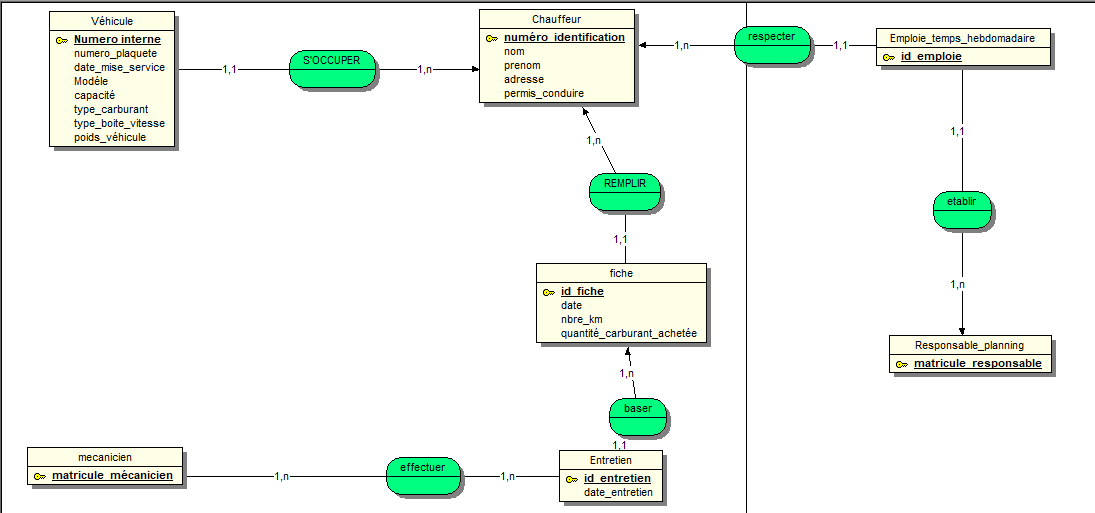 Véhicule
Numero interne
numero_plaquete
date_mise_service
Modéle
capacité
type_carburant
type_boite_vitesse
poids_véhicule
1,1
S'OCCUPER
1,n
Chauffeur
numéro_identification
nom
prenom
adresse
permis_conduire
1,n
respecter
1,1
Emploie_temps_hebdomadaire
id_emploie
1,1
etablir
1,n
Responsable_planning
matricule_responsable
1,n
REMPLIR
1,1
fiche
id_fiche
date
nbre_km
quantité_carburant_achetée
1,n
baser
1,1
Entretien
id_entretien
date_entretien
1,n
effectuer
1,n
mecanicien
matricule_mécanicien